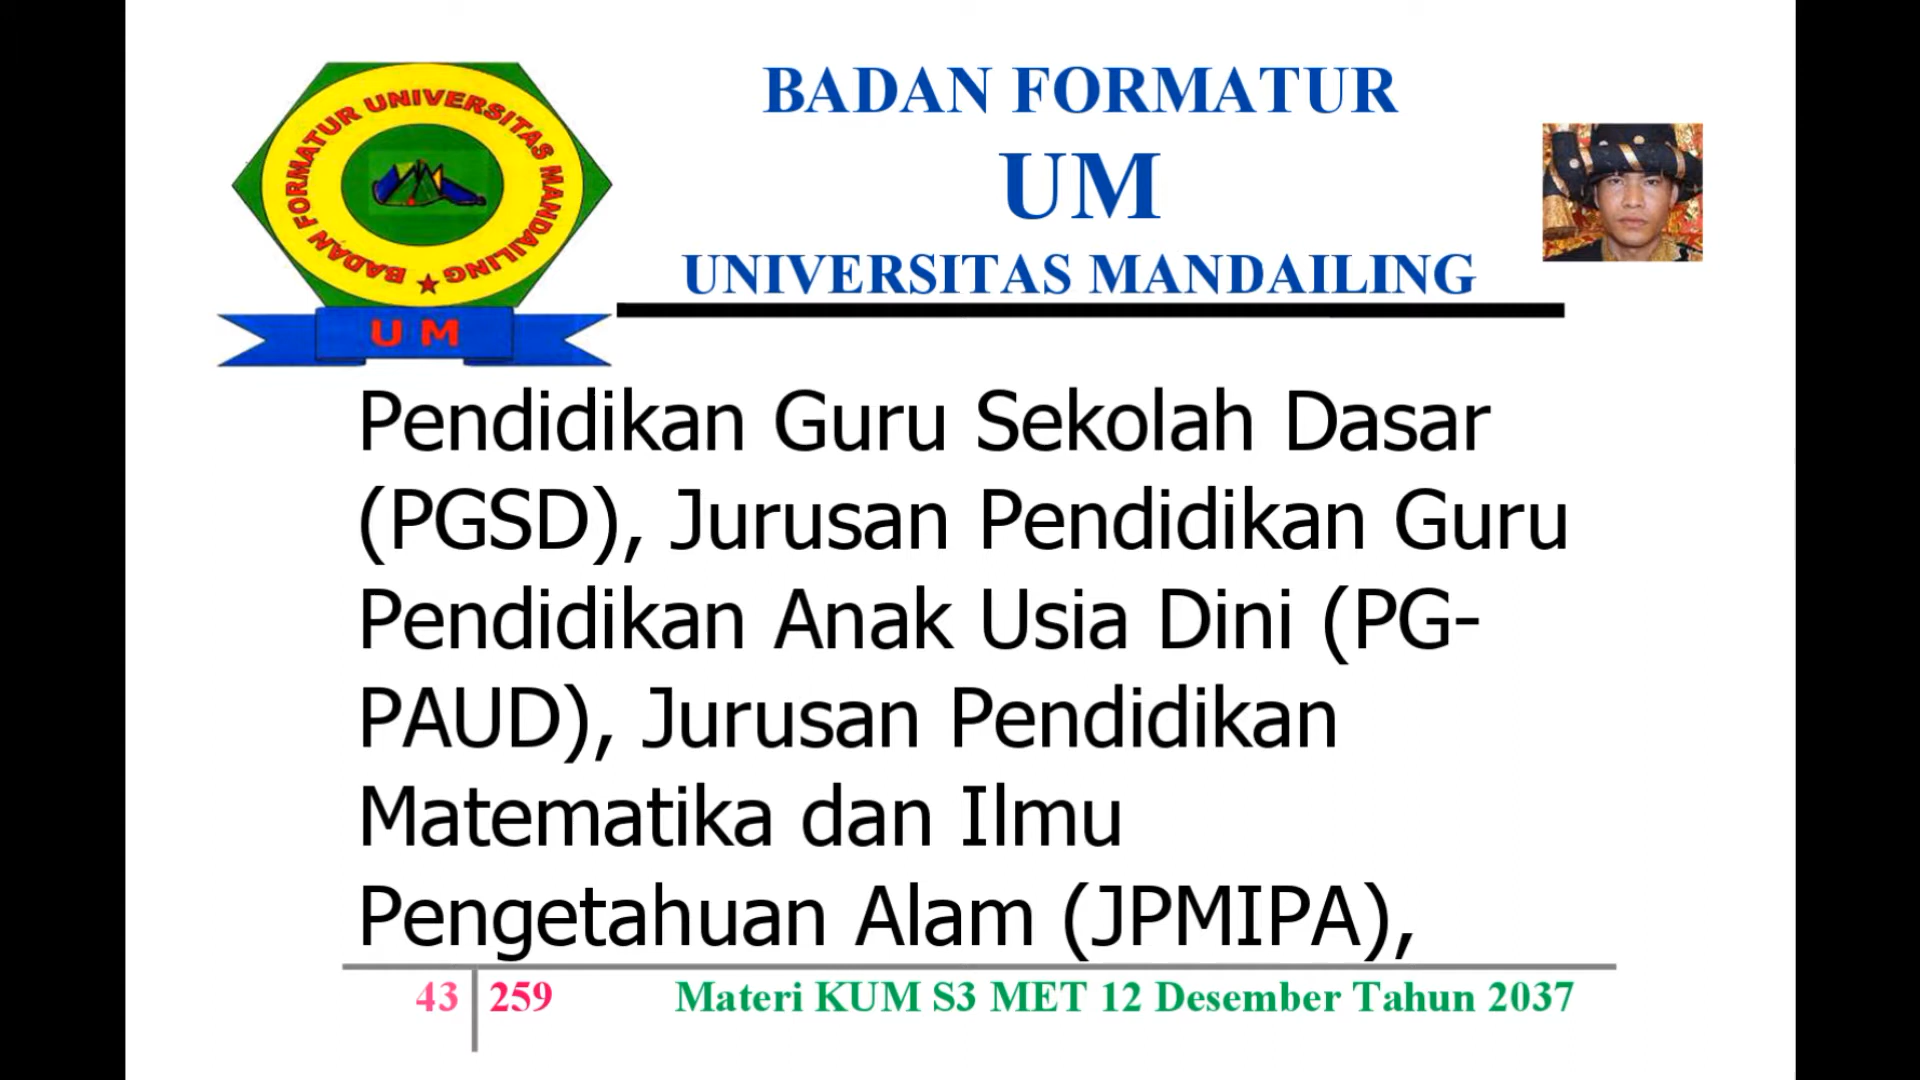 BADAN FORMATUR UNIVERSITAS MANDAILING
U M
BADAN FORMATUR
UM
UNIVERSITAS MANDAILING
Pendidikan Guru Sekolah Dasar
(PGSD), Jurusan Pendidikan Guru
Pendidikan Anak Usia Dini (PG-
PAUD), Jurusan Pendidikan
Matematika dan Ilmu
Pengetahuan Alam (JPMIPA),
43 259 Materi KUM S3 MET 12 Desember Tahun 2037